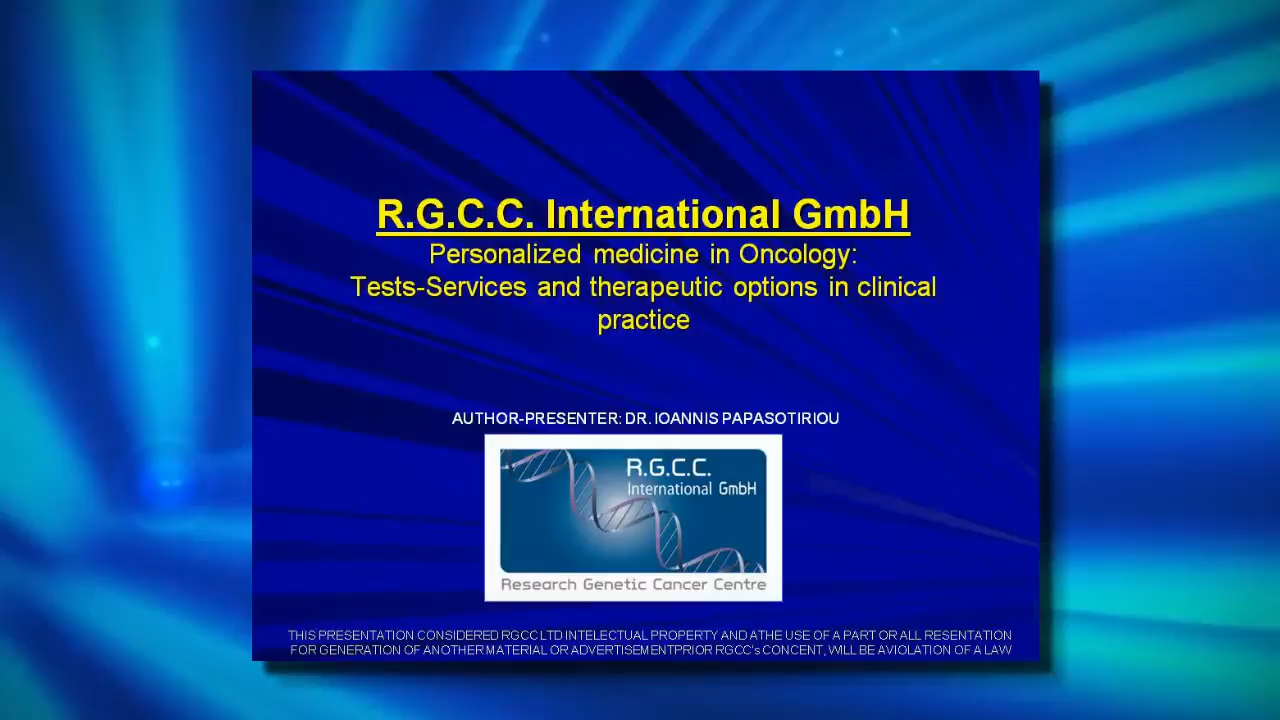 R.G.C.C. International GmbH
Personalized medicine in Oncology:
Tests-Services and therapeutic options in clinical
practice
AUTHOR-PRESENTER: DR. IOANNIS PAPASOTIRIOU
R.G.C.C.
International GmbH
Research Genetic Cancer Centre
THIS PRESENTATION CONSIDERED RGCC LTD INTELECTUAL PROPERTY AND ATHE USE OF A PART OR ALL RESENTATION
FOR GENERATION OF ANOTHER MATERIAL OR ADVERTISEMENTPRIOR RGCC's CONCENT, WILL BE AVIOLATION OF A LAW